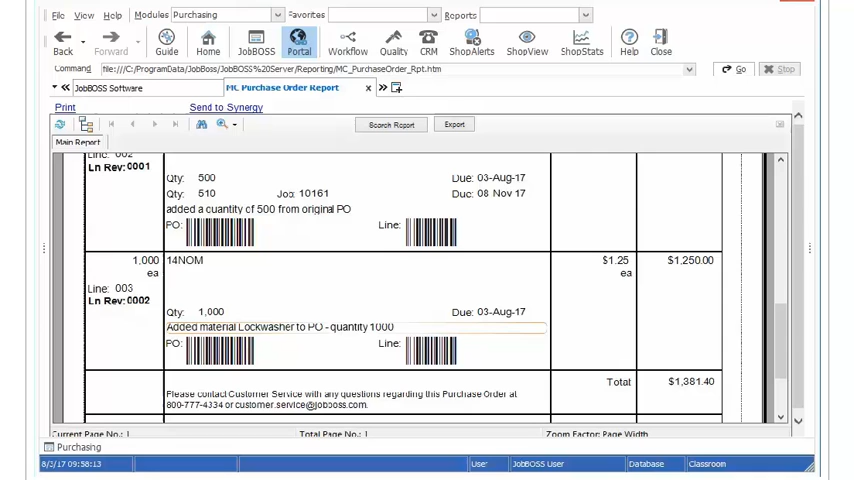 File View Help Modules Purchasing Favorites Reports
Back Forward Guide Home JobBOSS Portal Workflow Quality CRM ShopAlerts ShopView ShopStats Help Close
Command file:///C:/ProgramData/JobBoss/JobBOSS%20Server/Reporting/MC_PurchaseOrder_Rpt.htm Go Stop
JobBOSS Software MC Purchase Order Report x
Print Send to Synergy
Search Report Export
Main Report
Line: 002
Ln Rev: 0001
Qty: 500 Due: 03-Aug-17
Qty: 510 Job: 10161 Due: 08 Nov 17
added a quantity of 500 from original PO
PO: Line:
1,000 14NOM $1.25 $1,250.00
ea ea
Line: 003
Ln Rev: 0002
Qty: 1,000 Due: 03-Aug-17
Added material Lockwasher to PO - quantity 1000
PO: Line:
Total $1,381.40
Please contact Customer Service with any questions regarding this Purchase Order at
800-777-4334 or customer.service@jobboss.com.
Current Page No.: 1 Total Page No.: 1 Zoom Factor: Page Width
Purchasing
8/3/17 09:58:13 User JobBOSS User Database Classroom